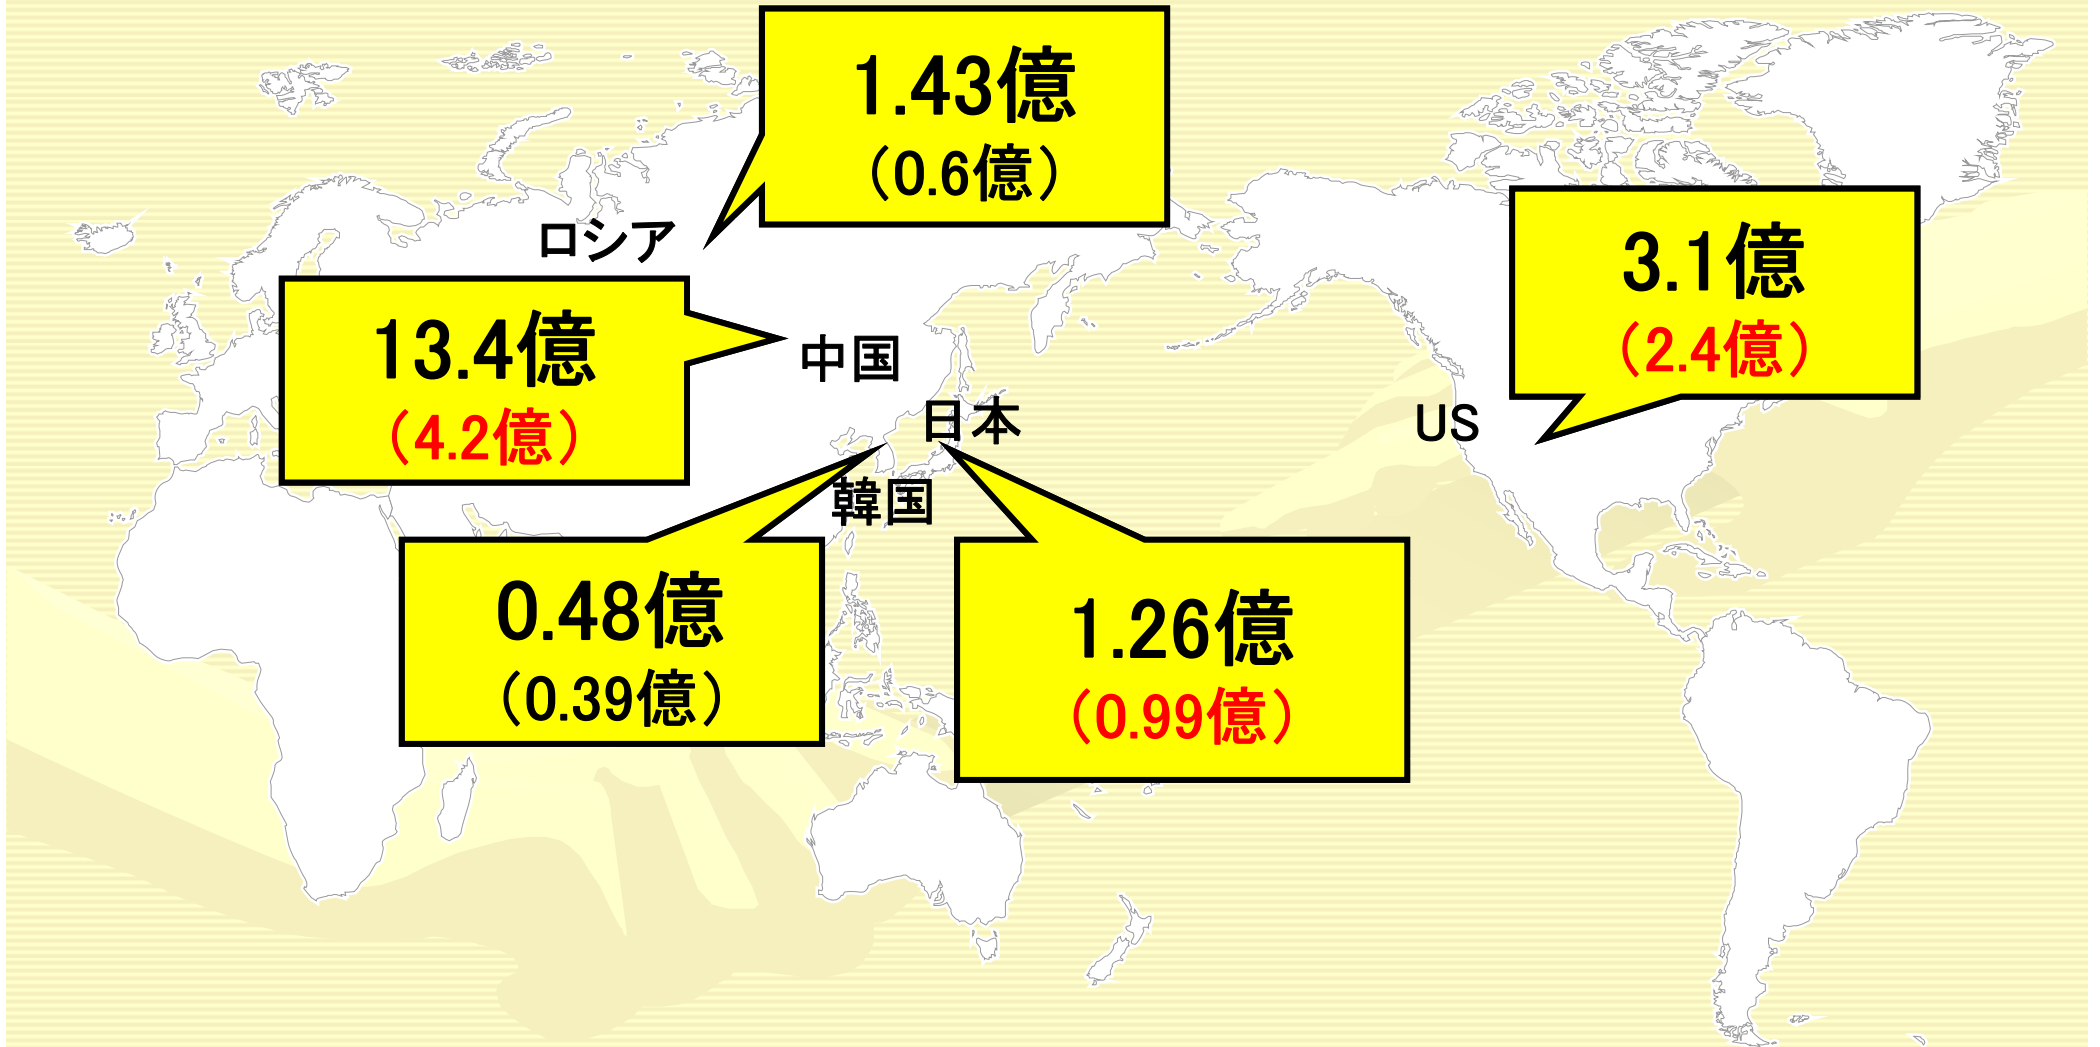 1.43億
（0.6億）
ロシア
3.1億
（2.4億）
13.4億
（4.2億）
中国
日本
US
韓国
0.48億
（0.39億）
1.26億
（0.99億）